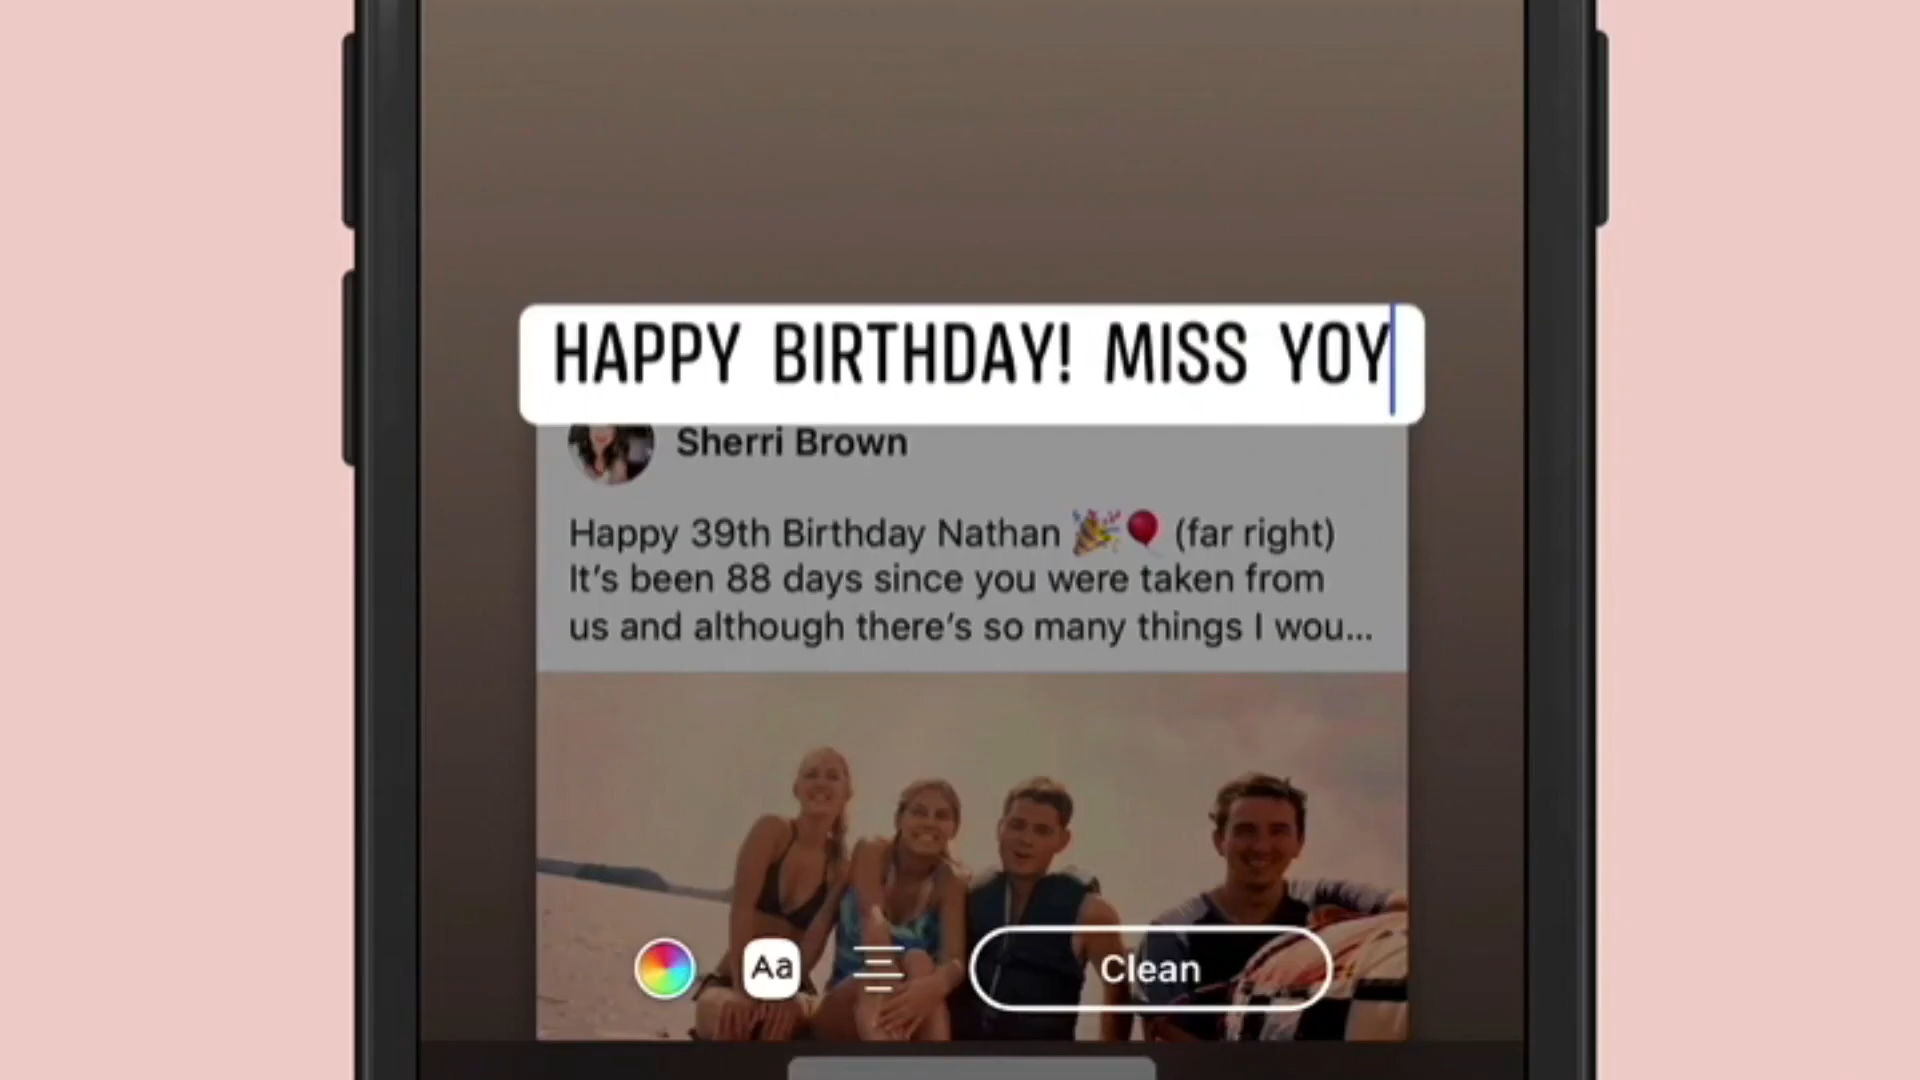 HAPPY BIRTHDAY! MISS YOY
Sherri Brown
Happy 39th Birthday Nathan 🎉🎈 (far right)
It’s been 88 days since you were taken from
us and although there’s so many things I wou...
Aa
Clean